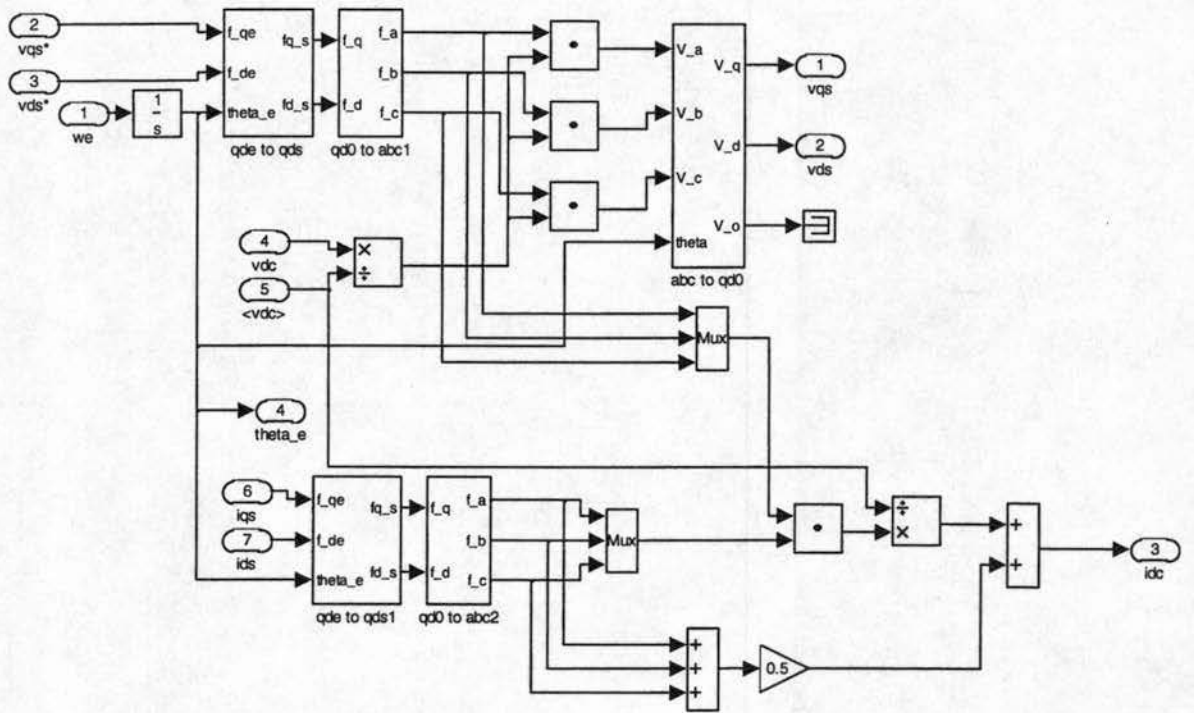 2
vqs*
3
vds*
1
we
1
s
f_qe
f_de
theta_e
fq_s
fd_s
qde to qds
f_q
f_d
f_a
f_b
f_c
qd0 to abc1
V_a
V_b
V_c
theta
V_q
V_d
V_o
abc to qd0
1
vqs
2
vds
4
vdc
5
<vdc>
×
÷
Mux
4
theta_e
6
iqs
7
ids
f_qe
f_de
theta_e
fq_s
fd_s
qde to qds1
f_q
f_d
f_a
f_b
f_c
qd0 to abc2
Mux
÷
×
+
+
3
idc
+
+
+
0.5